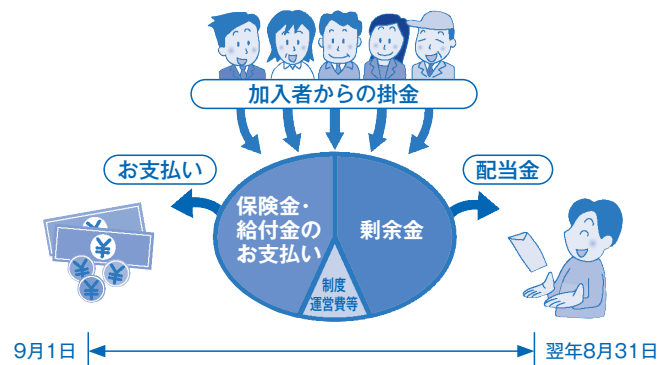 加入者からの掛金
お支払い
配当金
保険金・
給付金の
お支払い
剰余金
制度
運営費等
¥
¥
¥
¥
9月1日
翌年8月31日